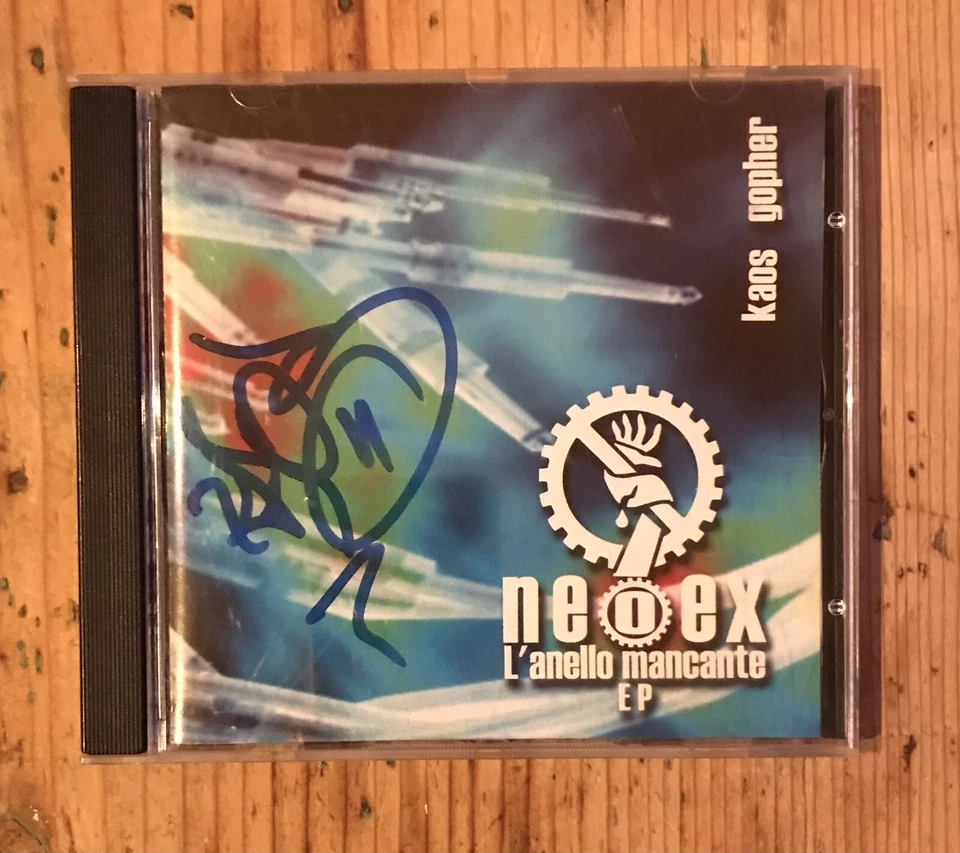 kaos gopher
neoex
L'anello mancante
EP